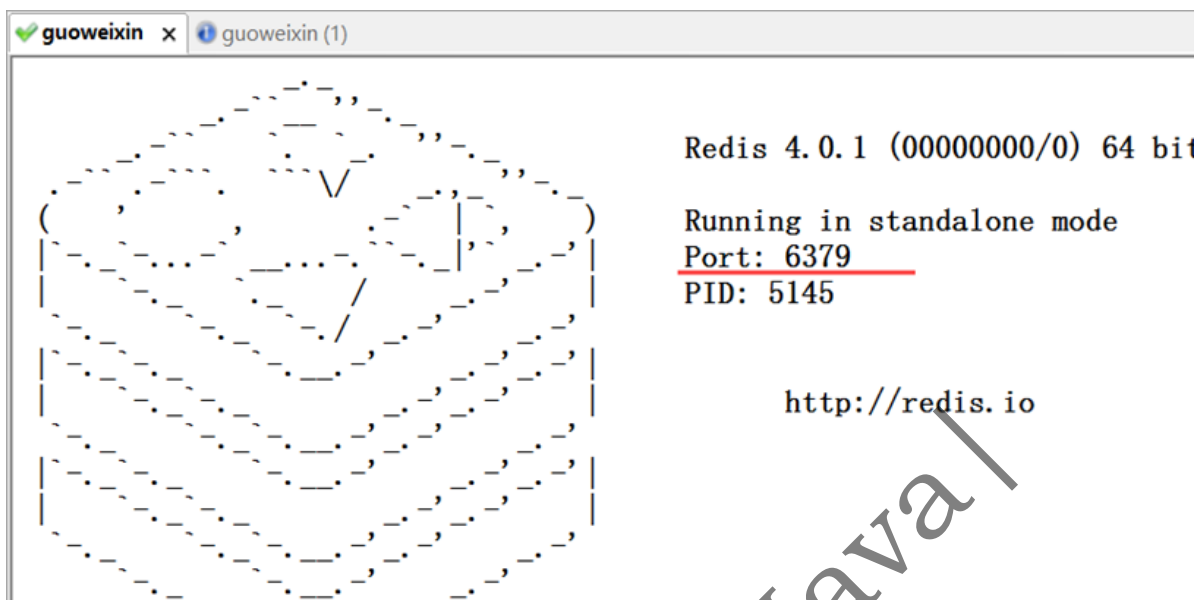 guoweixin x guoweixin (1)
Redis 4.0.1 (00000000/0) 64 bit
Running in standalone mode
Port: 6379
PID: 5145
http://redis.io
Java |